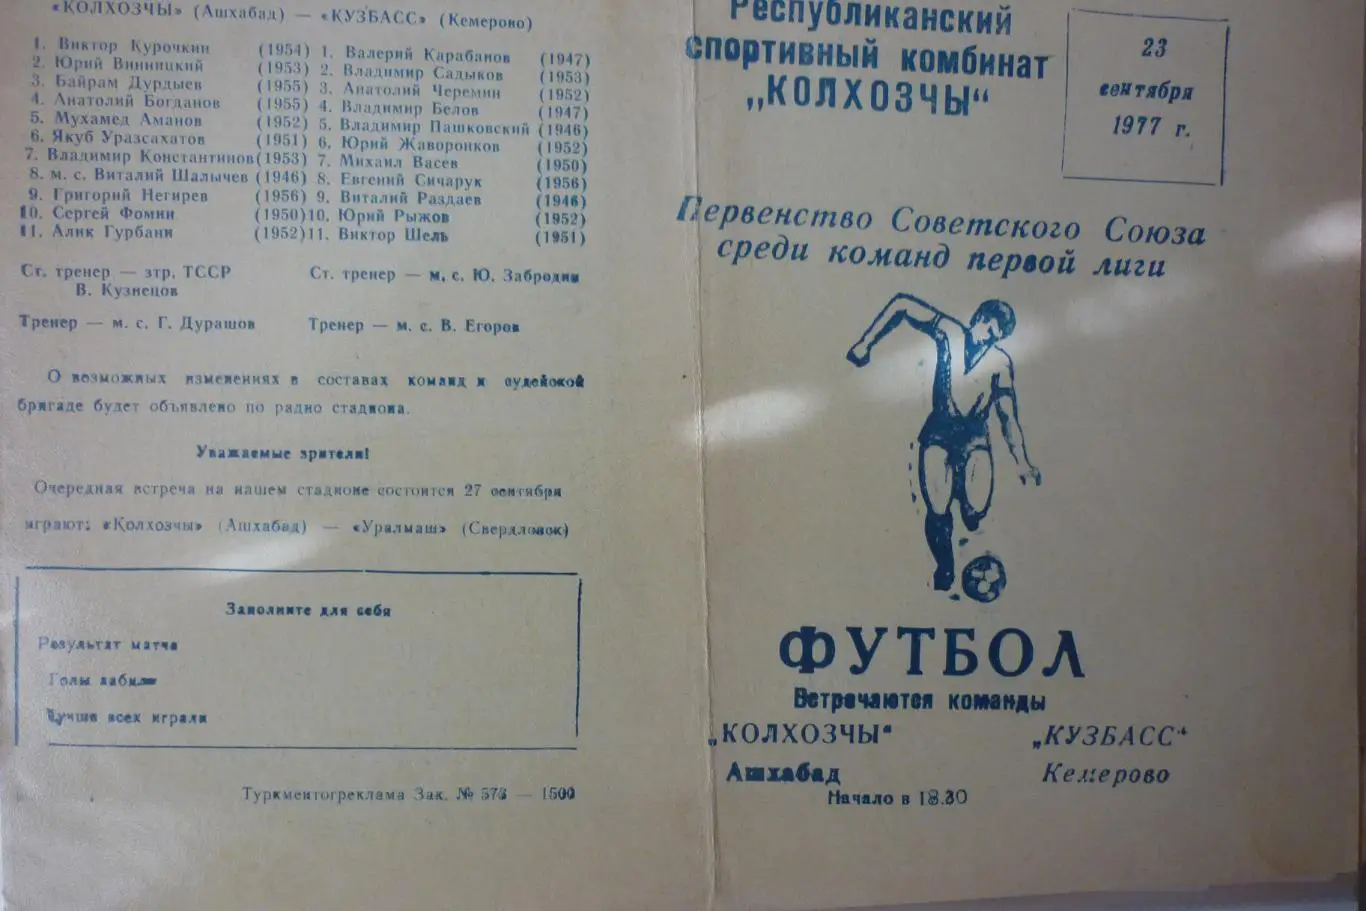 «КОЛХОЗЧЫ» (Ашхабад) — «КУЗБАСС» (Кемерово)
1. Виктор Курочкин (1954) 1. Валерий Карабанов (1947)
2. Юрий Винницкий (1953) 2. Владимир Садыков (1953)
3. Байрам Дурдыев (1955) 3. Анатолий Черемин (1952)
4. Анатолий Богданов (1955) 4. Владимир Белов (1947)
5. Мухамед Аманов (1952) 5. Владимир Пашковский (1946)
6. Якуб Уразсахатов (1951) 6. Юрий Жаворонков (1952)
7. Владимир Константинов (1953) 7. Михаил Васев (1950)
8. м. с. Виталий Шалычев (1946) 8. Евгений Сичарук (1956)
9. Григорий Негирев (1956) 9. Виталий Раздаев (1946)
10. Сергей Фомин (1950) 10. Юрий Рыжов (1952)
11. Алик Гурбани (1952) 11. Виктор Шель (1951)
Ст. тренер — зтр. ТССР Ст. тренер — м. с. Ю. Забродин
В. Кузнецов
Тренер — м. с. Г. Дурашов Тренер — м. с. В. Егоров
О возможных изменениях в составах команд и судейской
бригаде будет объявлено по радио стадиона.
Уважаемые зрители!
Очередная встреча на нашем стадионе состоится 27 сентября
играют: «Колхозчы» (Ашхабад) — «Уралмаш» (Свердловск)
Заполните для себя
Результат матча
Голы забили
Лучше всех играли
Туркментогреклама Зак. № — 1500
Республиканский
спортивный комбинат
„КОЛХОЗЧЫ“
23
сентября
1977 г.
Первенство Советского Союза
среди команд первой лиги
ФУТБОЛ
Встречаются команды
„КОЛХОЗЧЫ“ „КУЗБАСС“
Ашхабад Кемерово
Начало в 18.30